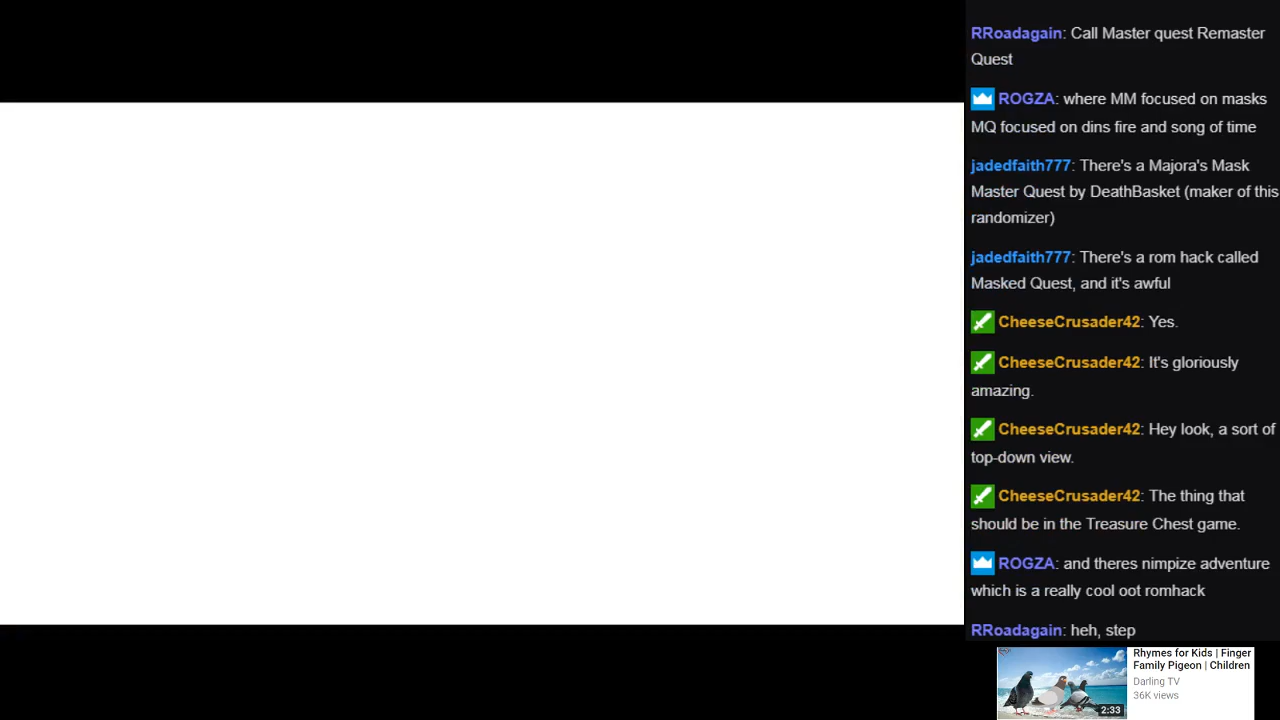 RRoadagain: Call Master quest Remaster
Quest
ROGZA: where MM focused on masks
MQ focused on dins fire and song of time
jadedfaith777: There's a Majora's Mask
Master Quest by DeathBasket (maker of this
randomizer)
jadedfaith777: There's a rom hack called
Masked Quest, and it's awful
CheeseCrusader42: Yes.
CheeseCrusader42: It's gloriously
amazing.
CheeseCrusader42: Hey look, a sort of
top-down view.
CheeseCrusader42: The thing that
should be in the Treasure Chest game.
ROGZA: and theres nimpize adventure
which is a really cool oot romhack
RRoadagain: heh, step
Rhymes for Kids | Finger
Family Pigeon | Children
Darling TV
36K views
2:33